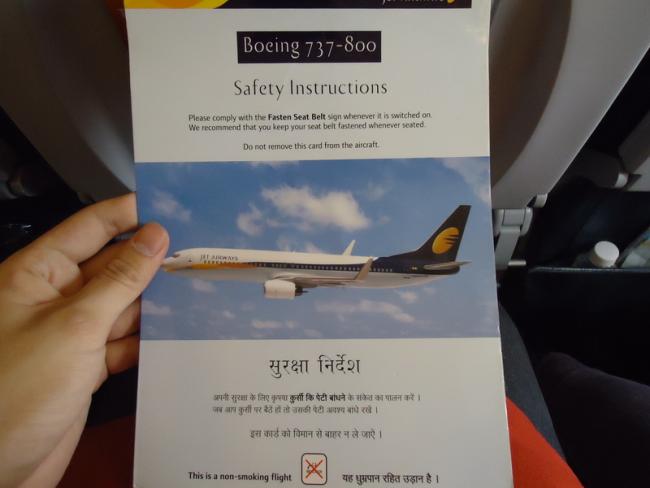 Boeing 737-800
Safety Instructions
Please comply with the Fasten Seat Belt sign whenever it is switched on.
We recommend that you keep your seat belt fastened whenever seated.
Do not remove this card from the aircraft.
JET AIRWAYS
सुरक्षा निर्देश
अपनी सुरक्षा के लिए कृपया कुर्सी कि पेटी बांधने के संकेत का पालन करें ।
जब आप कुर्सी पर बैठें हों तो उसकी पेटी अवश्य बांधे रखें ।
इस कार्ड को विमान से बाहर न ले जाऐं ।
This is a non-smoking flight यह धुम्रपान रहित उड़ान है ।